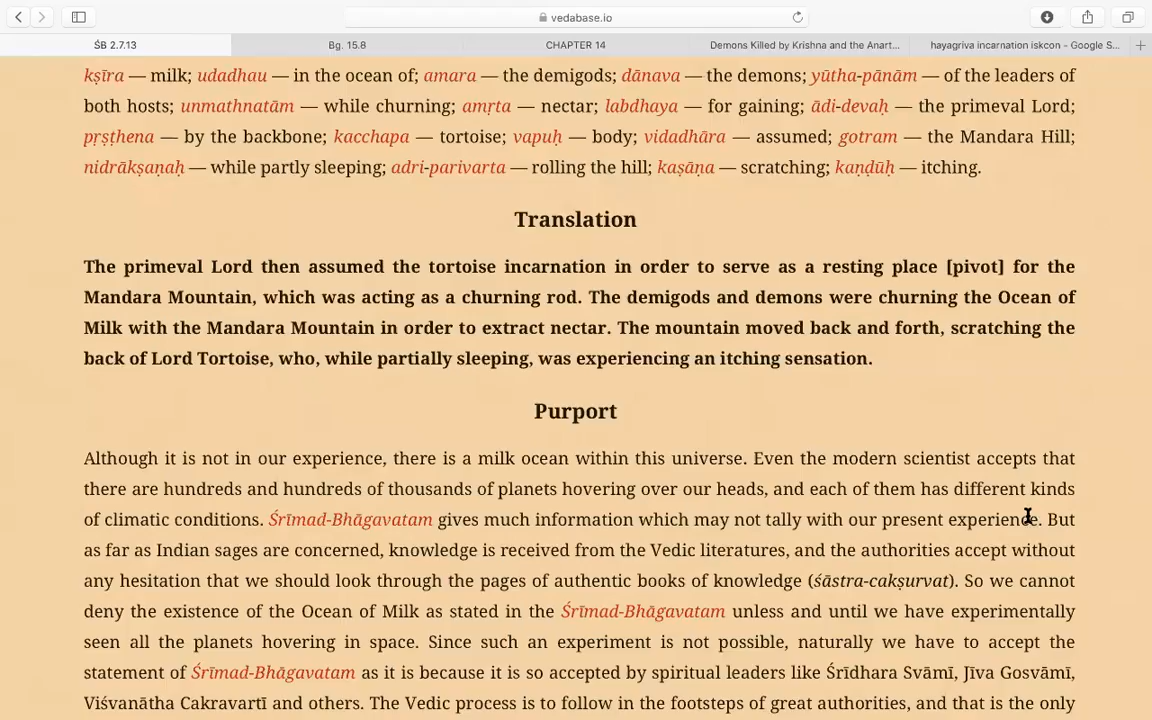 vedabase.io
ŚB 2.7.13
Bg. 15.8
CHAPTER 14
Demons Killed by Krishna and the Anart...
hayagriva incarnation iskcon - Google S...
kṣīra — milk; udadhau — in the ocean of; amara — the demigods; dānava — the demons; yūtha-pānām — of the leaders of
both hosts; unmathnatām — while churning; amṛta — nectar; labdhaya — for gaining; ādi-devaḥ — the primeval Lord;
pṛṣṭhena — by the backbone; kacchapa — tortoise; vapuḥ — body; vidadhāra — assumed; gotram — the Mandara Hill;
nidrākṣaṇaḥ — while partly sleeping; adri-parivarta — rolling the hill; kaṣāṇa — scratching; kaṇḍūḥ — itching.
Translation
The primeval Lord then assumed the tortoise incarnation in order to serve as a resting place [pivot] for the
Mandara Mountain, which was acting as a churning rod. The demigods and demons were churning the Ocean of
Milk with the Mandara Mountain in order to extract nectar. The mountain moved back and forth, scratching the
back of Lord Tortoise, who, while partially sleeping, was experiencing an itching sensation.
Purport
Although it is not in our experience, there is a milk ocean within this universe. Even the modern scientist accepts that
there are hundreds and hundreds of thousands of planets hovering over our heads, and each of them has different kinds
of climatic conditions. Śrīmad-Bhāgavatam gives much information which may not tally with our present experience. But
as far as Indian sages are concerned, knowledge is received from the Vedic literatures, and the authorities accept without
any hesitation that we should look through the pages of authentic books of knowledge (śāstra-cakṣurvat). So we cannot
deny the existence of the Ocean of Milk as stated in the Śrīmad-Bhāgavatam unless and until we have experimentally
seen all the planets hovering in space. Since such an experiment is not possible, naturally we have to accept the
statement of Śrīmad-Bhāgavatam as it is because it is so accepted by spiritual leaders like Śrīdhara Svāmī, Jīva Gosvāmī,
Viśvanātha Cakravartī and others. The Vedic process is to follow in the footsteps of great authorities, and that is the only